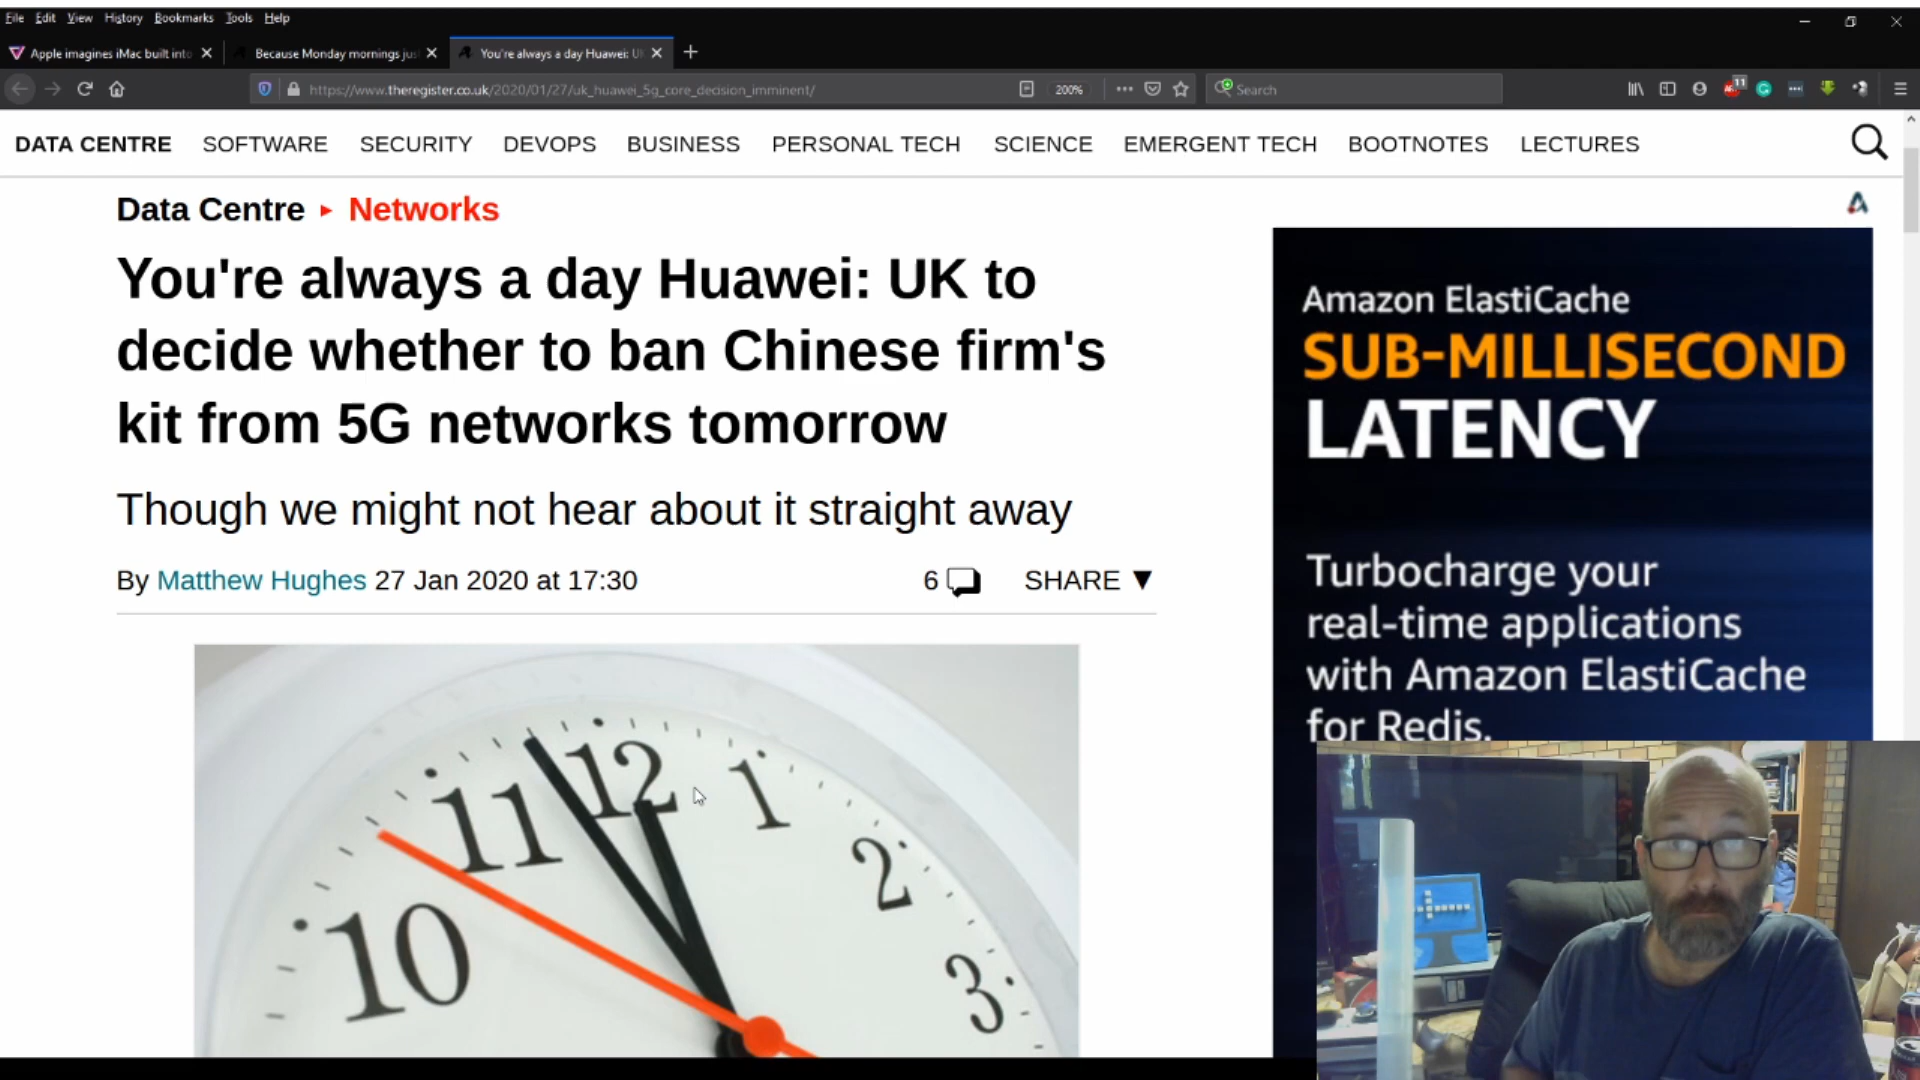 File Edit View History Bookmarks Tools Help
Apple imagines iMac built into
Because Monday mornings jus
You're always a day Huawei: U
https://www.theregister.co.uk/2020/01/27/uk_huawei_5g_core_decision_imminent/
200%
Search
11
DATA CENTRE SOFTWARE SECURITY DEVOPS BUSINESS PERSONAL TECH SCIENCE EMERGENT TECH BOOTNOTES LECTURES
Data Centre ▸ Networks
You're always a day Huawei: UK to
decide whether to ban Chinese firm's
kit from 5G networks tomorrow
Though we might not hear about it straight away
By Matthew Hughes 27 Jan 2020 at 17:30
6
SHARE ▼
Amazon ElastiCache
SUB-MILLISECOND
LATENCY
Turbocharge your
real-time applications
with Amazon ElastiCache
for Redis.
10
11
12
1
2
3